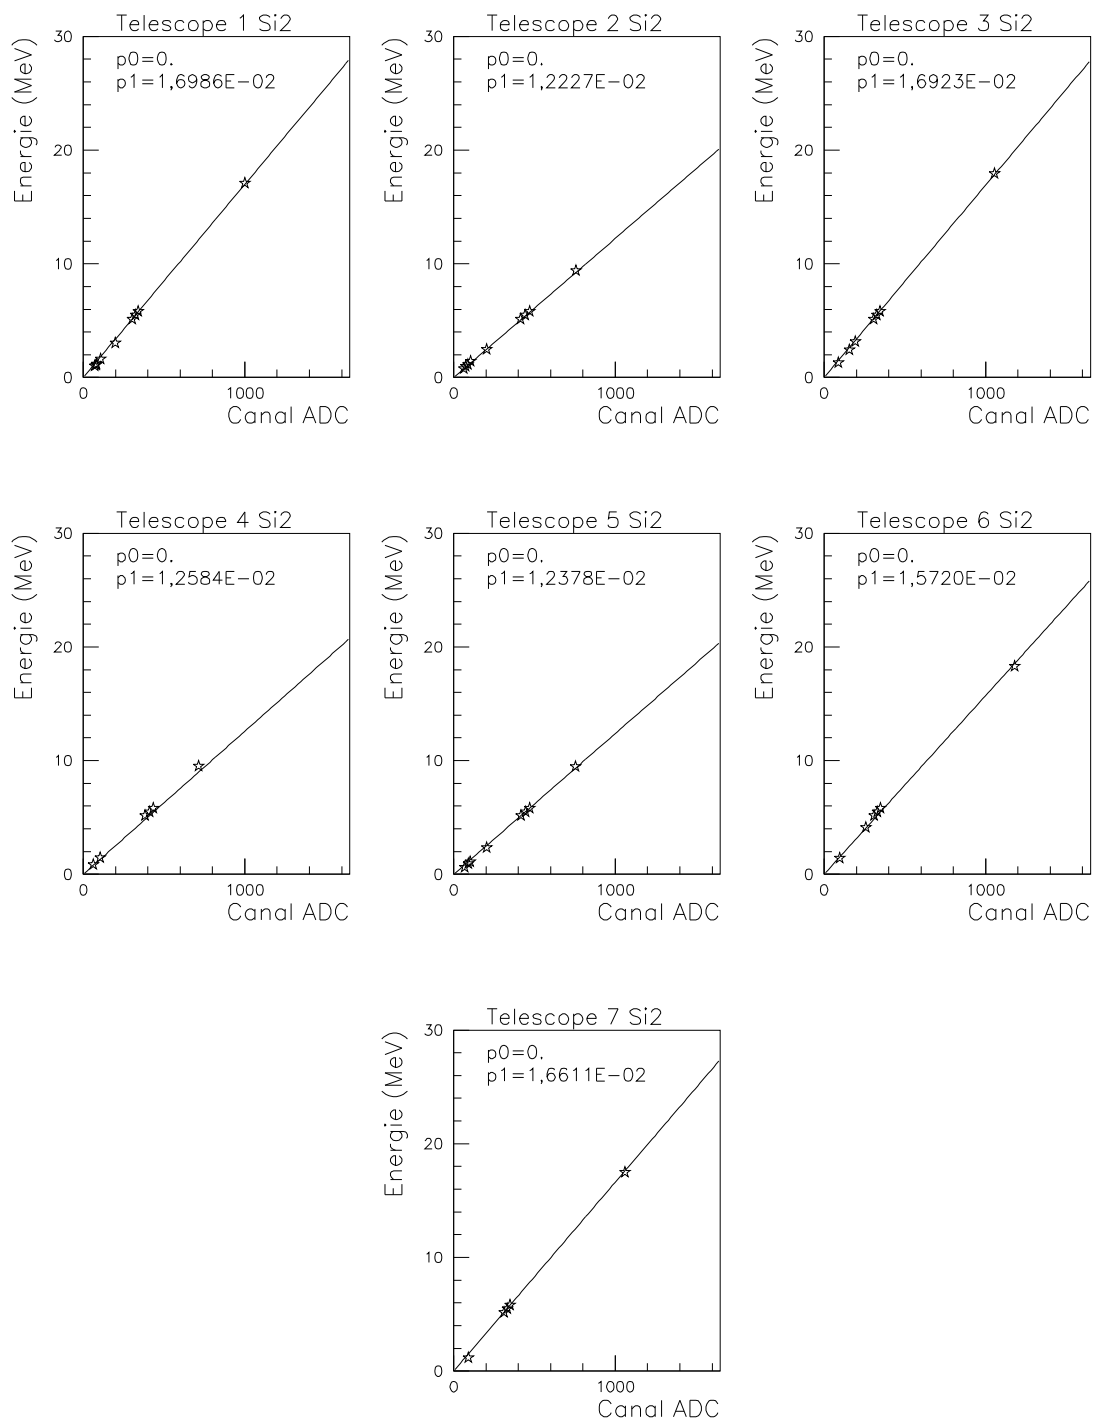 Telescope 1 Si2
Energie (MeV)
30
20
10
0
p0=0.
p1=1,6986E-02
0
1000
Canal ADC
Telescope 2 Si2
Energie (MeV)
30
20
10
0
p0=0.
p1=1,2227E-02
0
1000
Canal ADC
Telescope 3 Si2
Energie (MeV)
30
20
10
0
p0=0.
p1=1,6923E-02
0
1000
Canal ADC
Telescope 4 Si2
Energie (MeV)
30
20
10
0
p0=0.
p1=1,2584E-02
0
1000
Canal ADC
Telescope 5 Si2
Energie (MeV)
30
20
10
0
p0=0.
p1=1,2378E-02
0
1000
Canal ADC
Telescope 6 Si2
Energie (MeV)
30
20
10
0
p0=0.
p1=1,5720E-02
0
1000
Canal ADC
Telescope 7 Si2
Energie (MeV)
30
20
10
0
p0=0.
p1=1,6611E-02
0
1000
Canal ADC